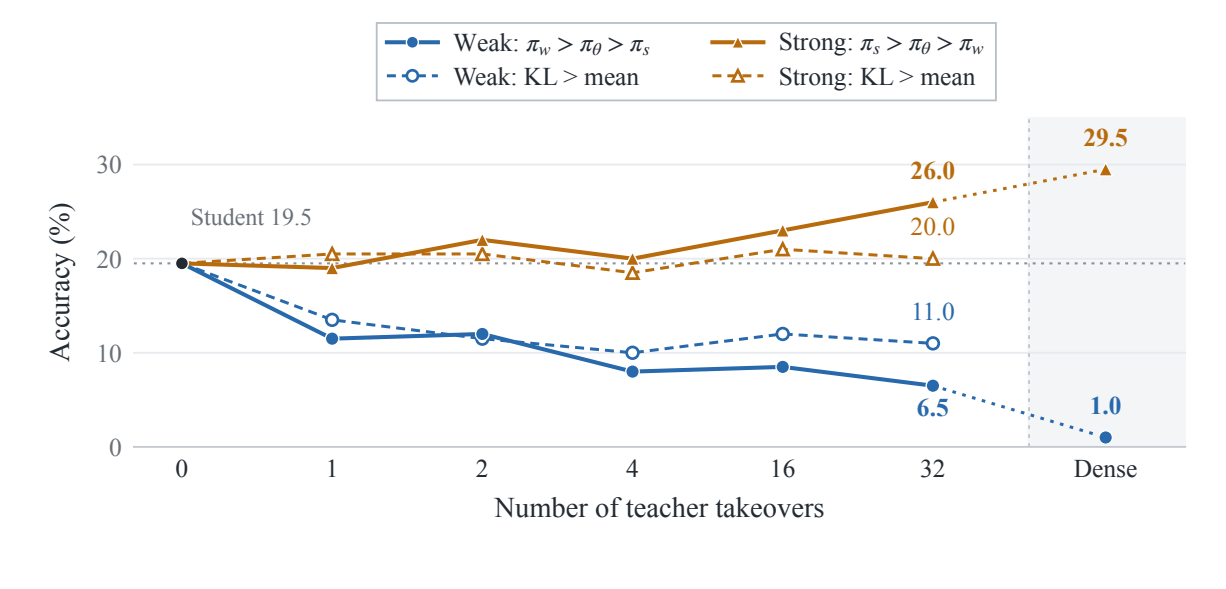 Weak: π_w > π_θ > π_s
Strong: π_s > π_θ > π_w
Weak: KL > mean
Strong: KL > mean
29.5
30
26.0
Student 19.5
20.0
20
11.0
10
6.5
1.0
0
Accuracy (%)
0 1 2 4 16 32 Dense
Number of teacher takeovers